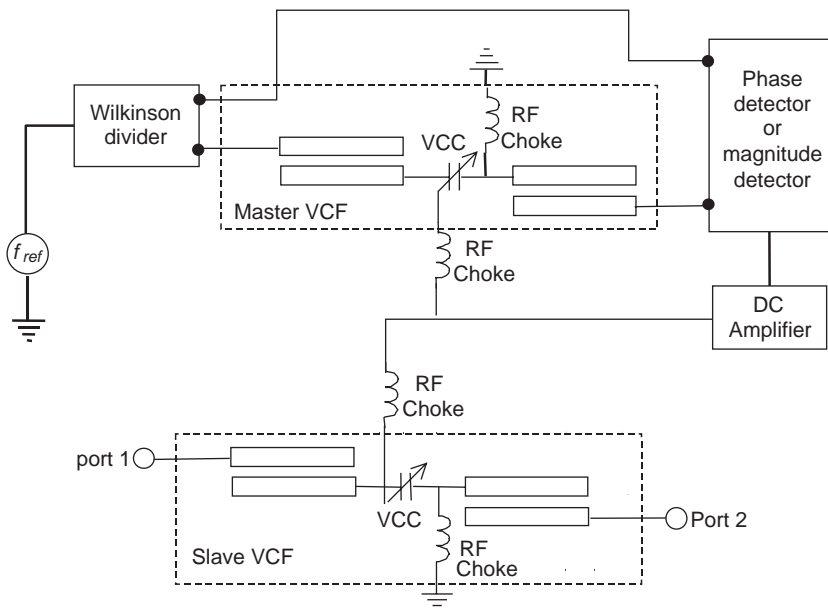 Wilkinson
divider
Phase
detector
or
magnitude
detector
RF
Choke
VCC
Master VCF
f ref
RF
Choke
DC
Amplifier
RF
Choke
port 1
VCC
Port 2
Slave VCF
RF
Choke